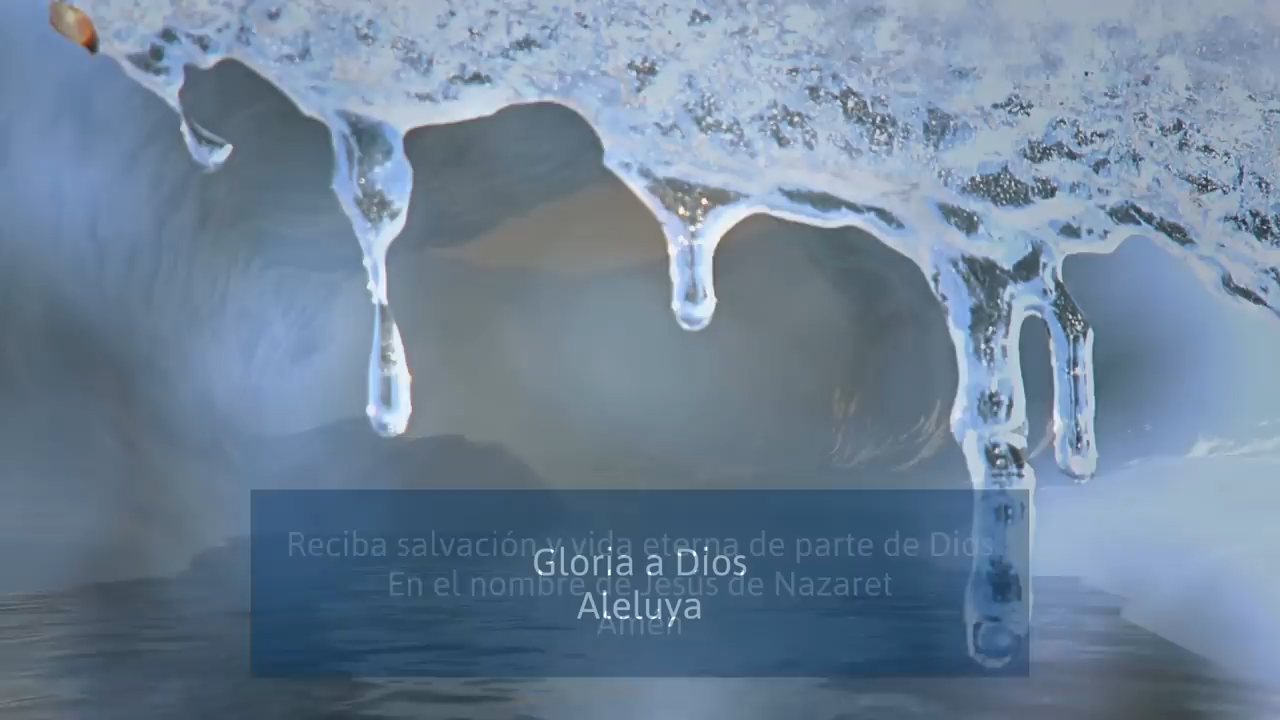 Reciba salvación y vida eterna de parte de Dios
Gloria a Dios
En el nombre de Jesús de Nazaret
Aleluya
Amén